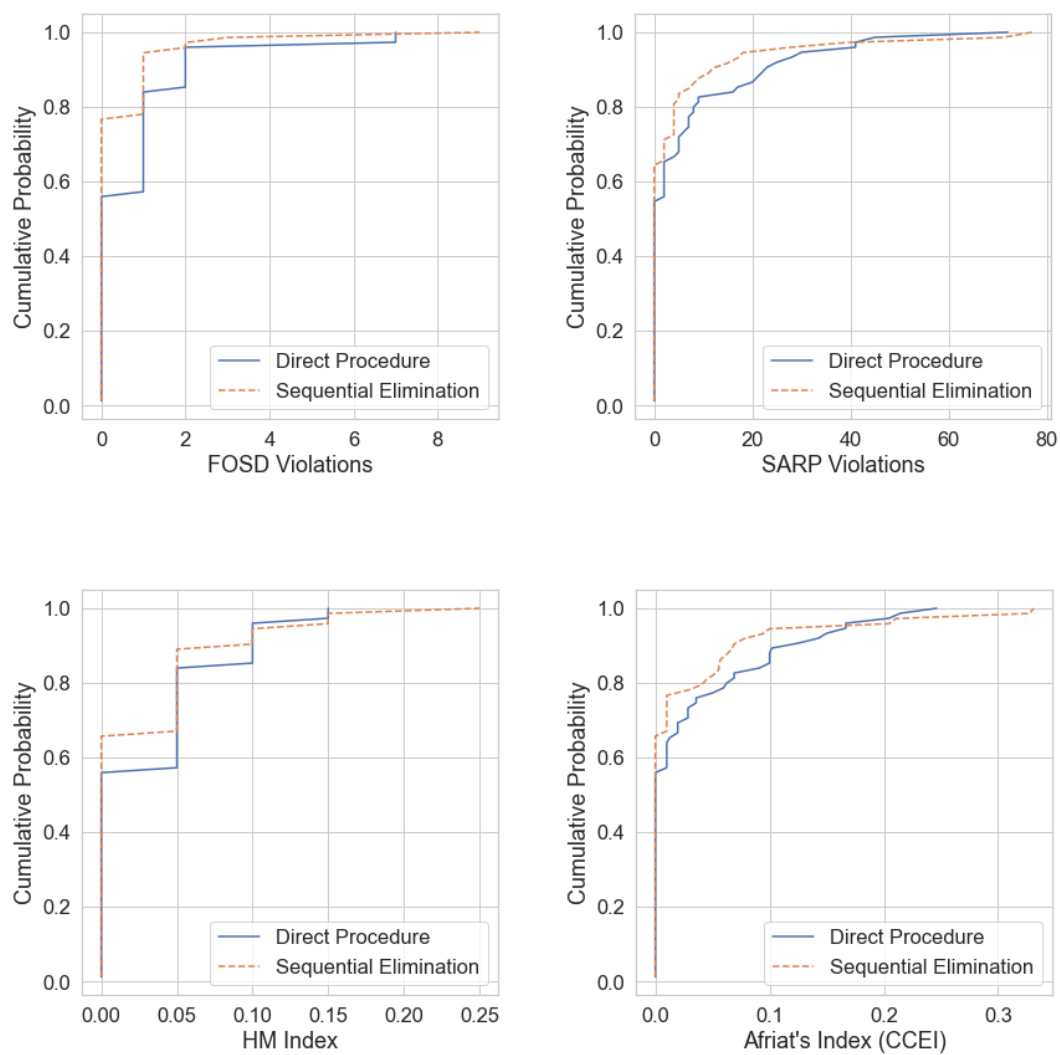 1.0
0.8
0.6
0.4
0.2
0.0
Cumulative Probability
Direct Procedure
Sequential Elimination
0 2 4 6 8
FOSD Violations
1.0
0.8
0.6
0.4
0.2
0.0
Cumulative Probability
Direct Procedure
Sequential Elimination
0 20 40 60 80
SARP Violations
1.0
0.8
0.6
0.4
0.2
0.0
Cumulative Probability
Direct Procedure
Sequential Elimination
0.00 0.05 0.10 0.15 0.20 0.25
HM Index
1.0
0.8
0.6
0.4
0.2
0.0
Cumulative Probability
Direct Procedure
Sequential Elimination
0.0 0.1 0.2 0.3
Afriat's Index (CCEI)